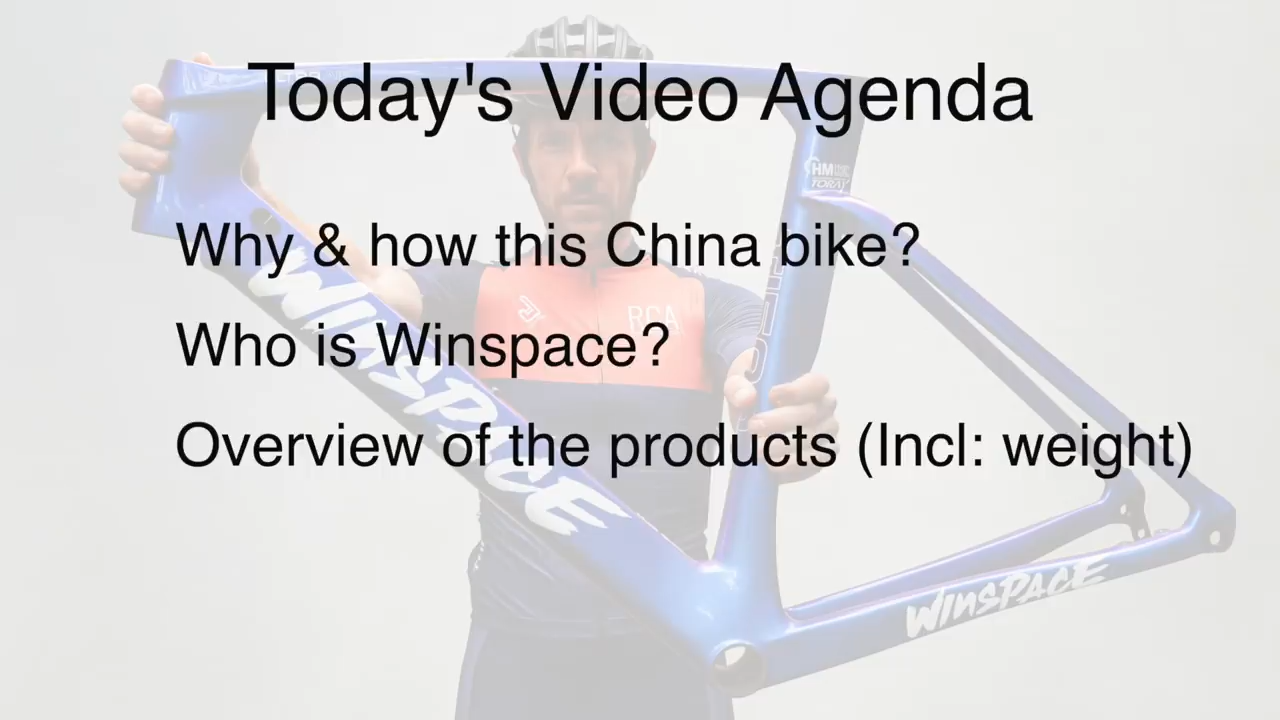 Today's Video Agenda
Why & how this China bike?
Who is Winspace?
Overview of the products (Incl: weight)
HM
TORAY
RCA
WINSPACE
WINSPACE